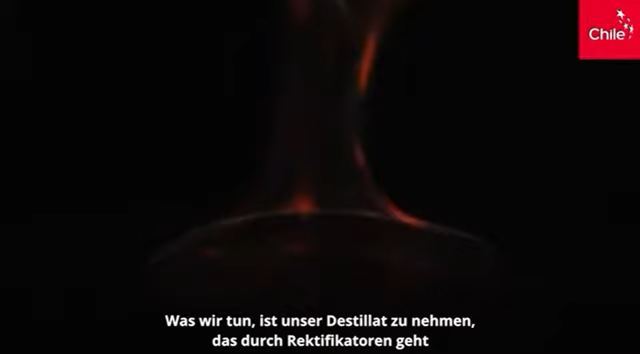 Chile
Was wir tun, ist unser Destillat zu nehmen,
das durch Rektifikatoren geht